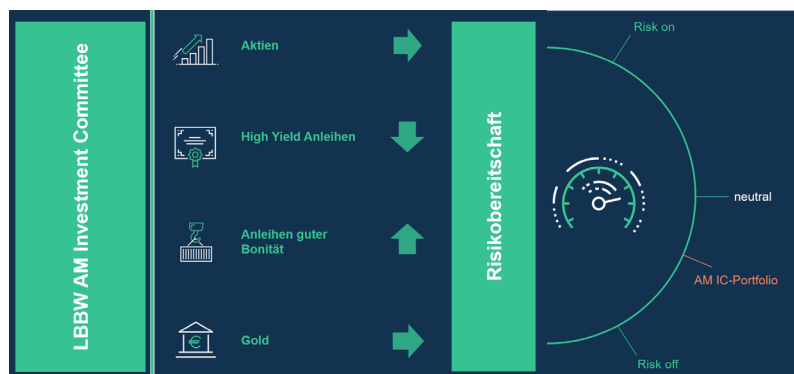 LBBW AM Investment Committee
Aktien
High Yield Anleihen
Anleihen guter
Bonität
€
Gold
Risikobereitschaft
Risk on
neutral
AM IC-Portfolio
Risk off